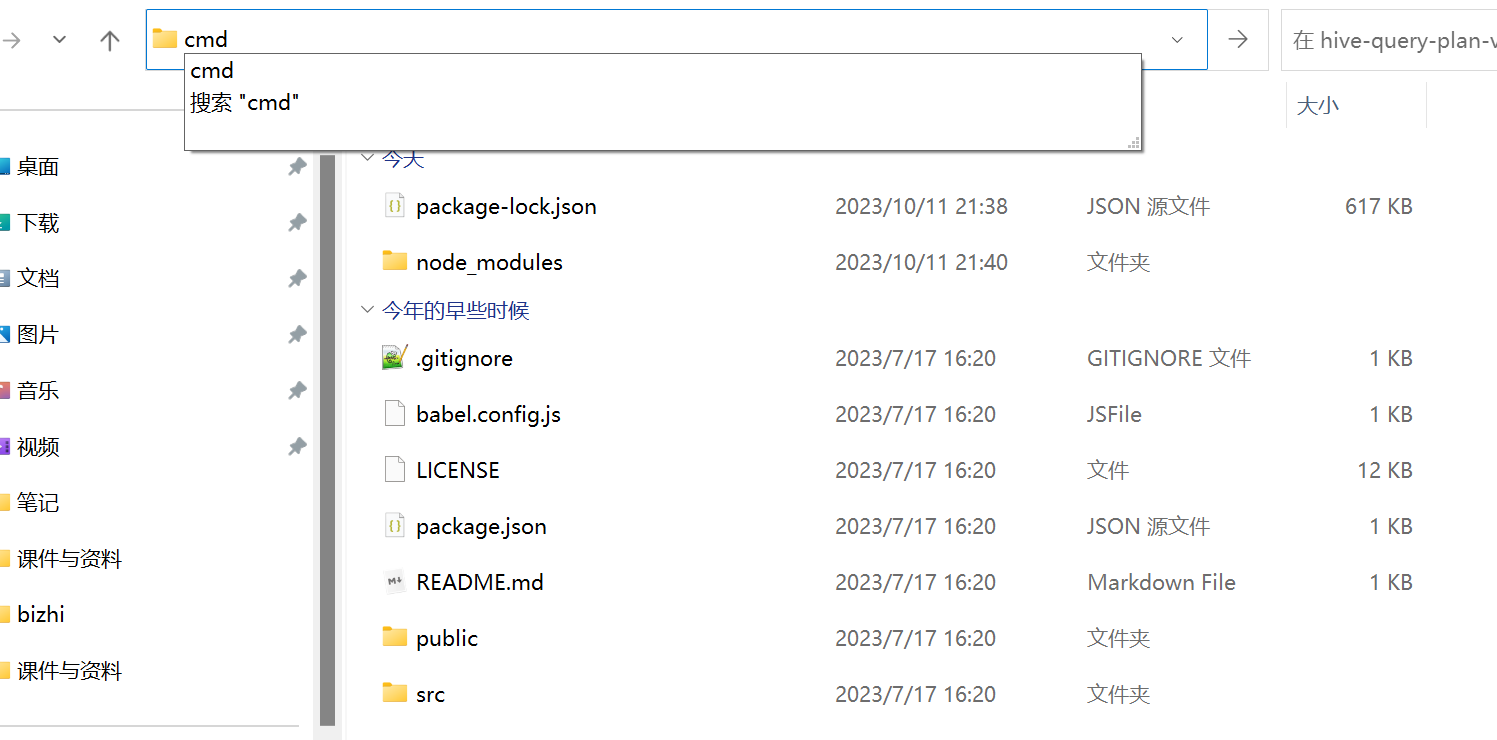 cmd
在 hive-query-plan-v
cmd
搜索 "cmd"
大小
桌面
下载
文档
图片
音乐
视频
笔记
课件与资料
bizhi
课件与资料
今天
package-lock.json 2023/10/11 21:38 JSON 源文件 617 KB
node_modules 2023/10/11 21:40 文件夹
今年的早些时候
.gitignore 2023/7/17 16:20 GITIGNORE 文件 1 KB
babel.config.js 2023/7/17 16:20 JSFile 1 KB
LICENSE 2023/7/17 16:20 文件 12 KB
package.json 2023/7/17 16:20 JSON 源文件 1 KB
README.md 2023/7/17 16:20 Markdown File 1 KB
public 2023/7/17 16:20 文件夹
src 2023/7/17 16:20 文件夹